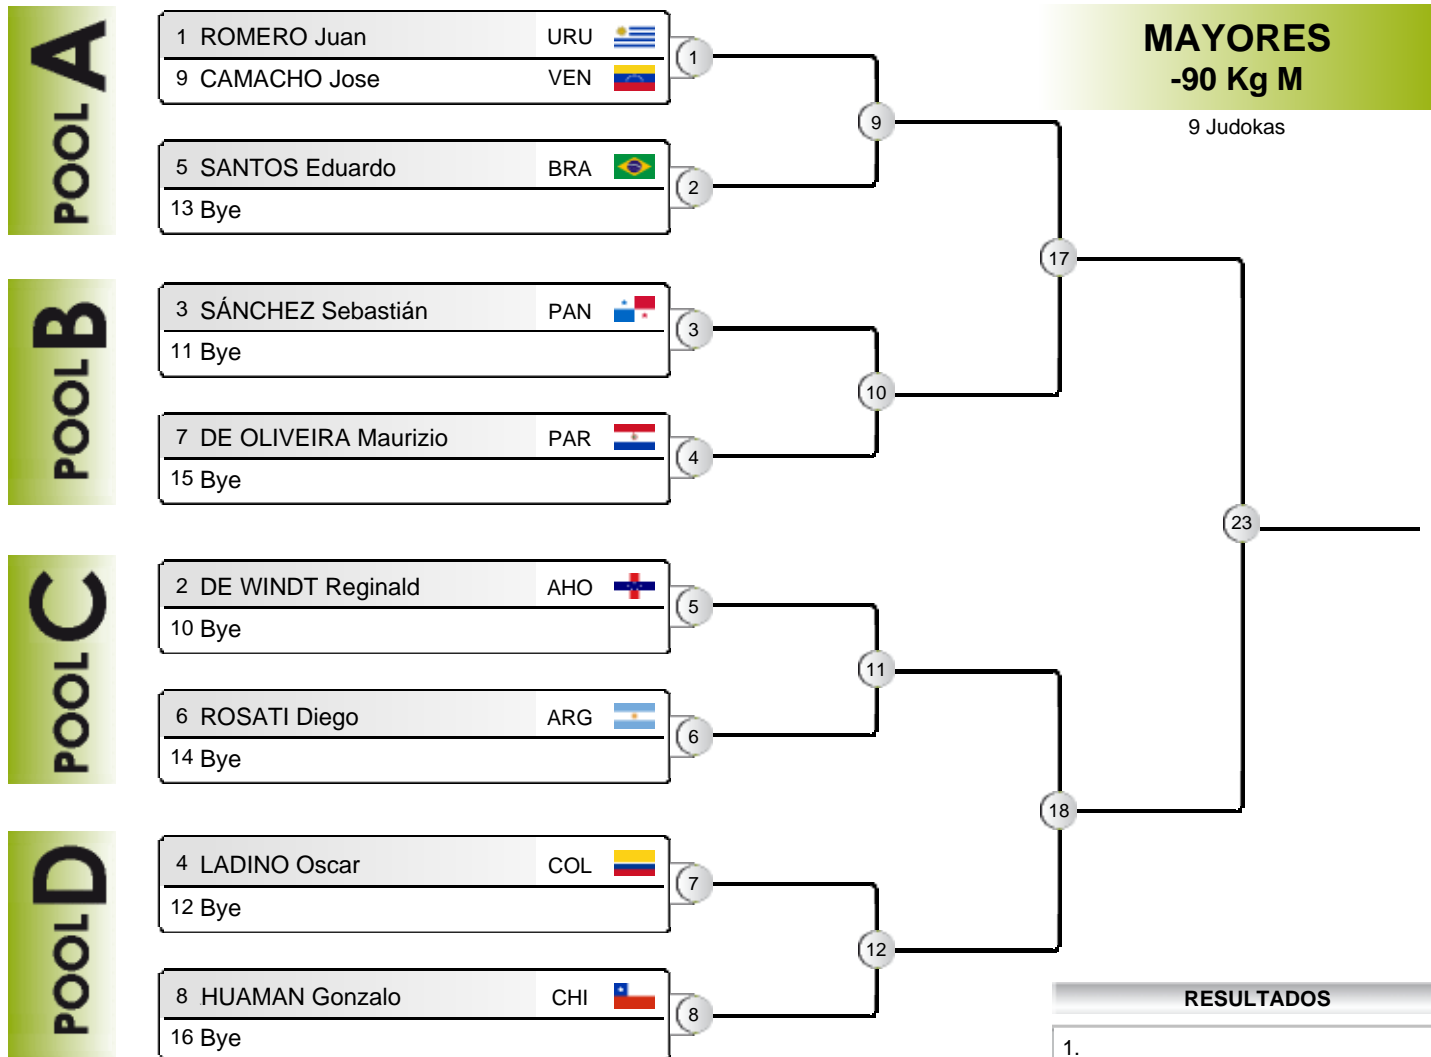 MAYORES
-90 Kg M
9 Judokas
POOL A
1 ROMERO Juan URU
9 CAMACHO Jose VEN
1
5 SANTOS Eduardo BRA
13 Bye
2
9
POOL B
3 SÁNCHEZ Sebastián PAN
11 Bye
3
7 DE OLIVEIRA Maurizio PAR
15 Bye
4
10
17
POOL C
2 DE WINDT Reginald AHO
10 Bye
5
6 ROSATI Diego ARG
14 Bye
6
11
POOL D
4 LADINO Oscar COL
12 Bye
7
8 HUAMAN Gonzalo CHI
16 Bye
8
12
18
23
RESULTADOS
1.